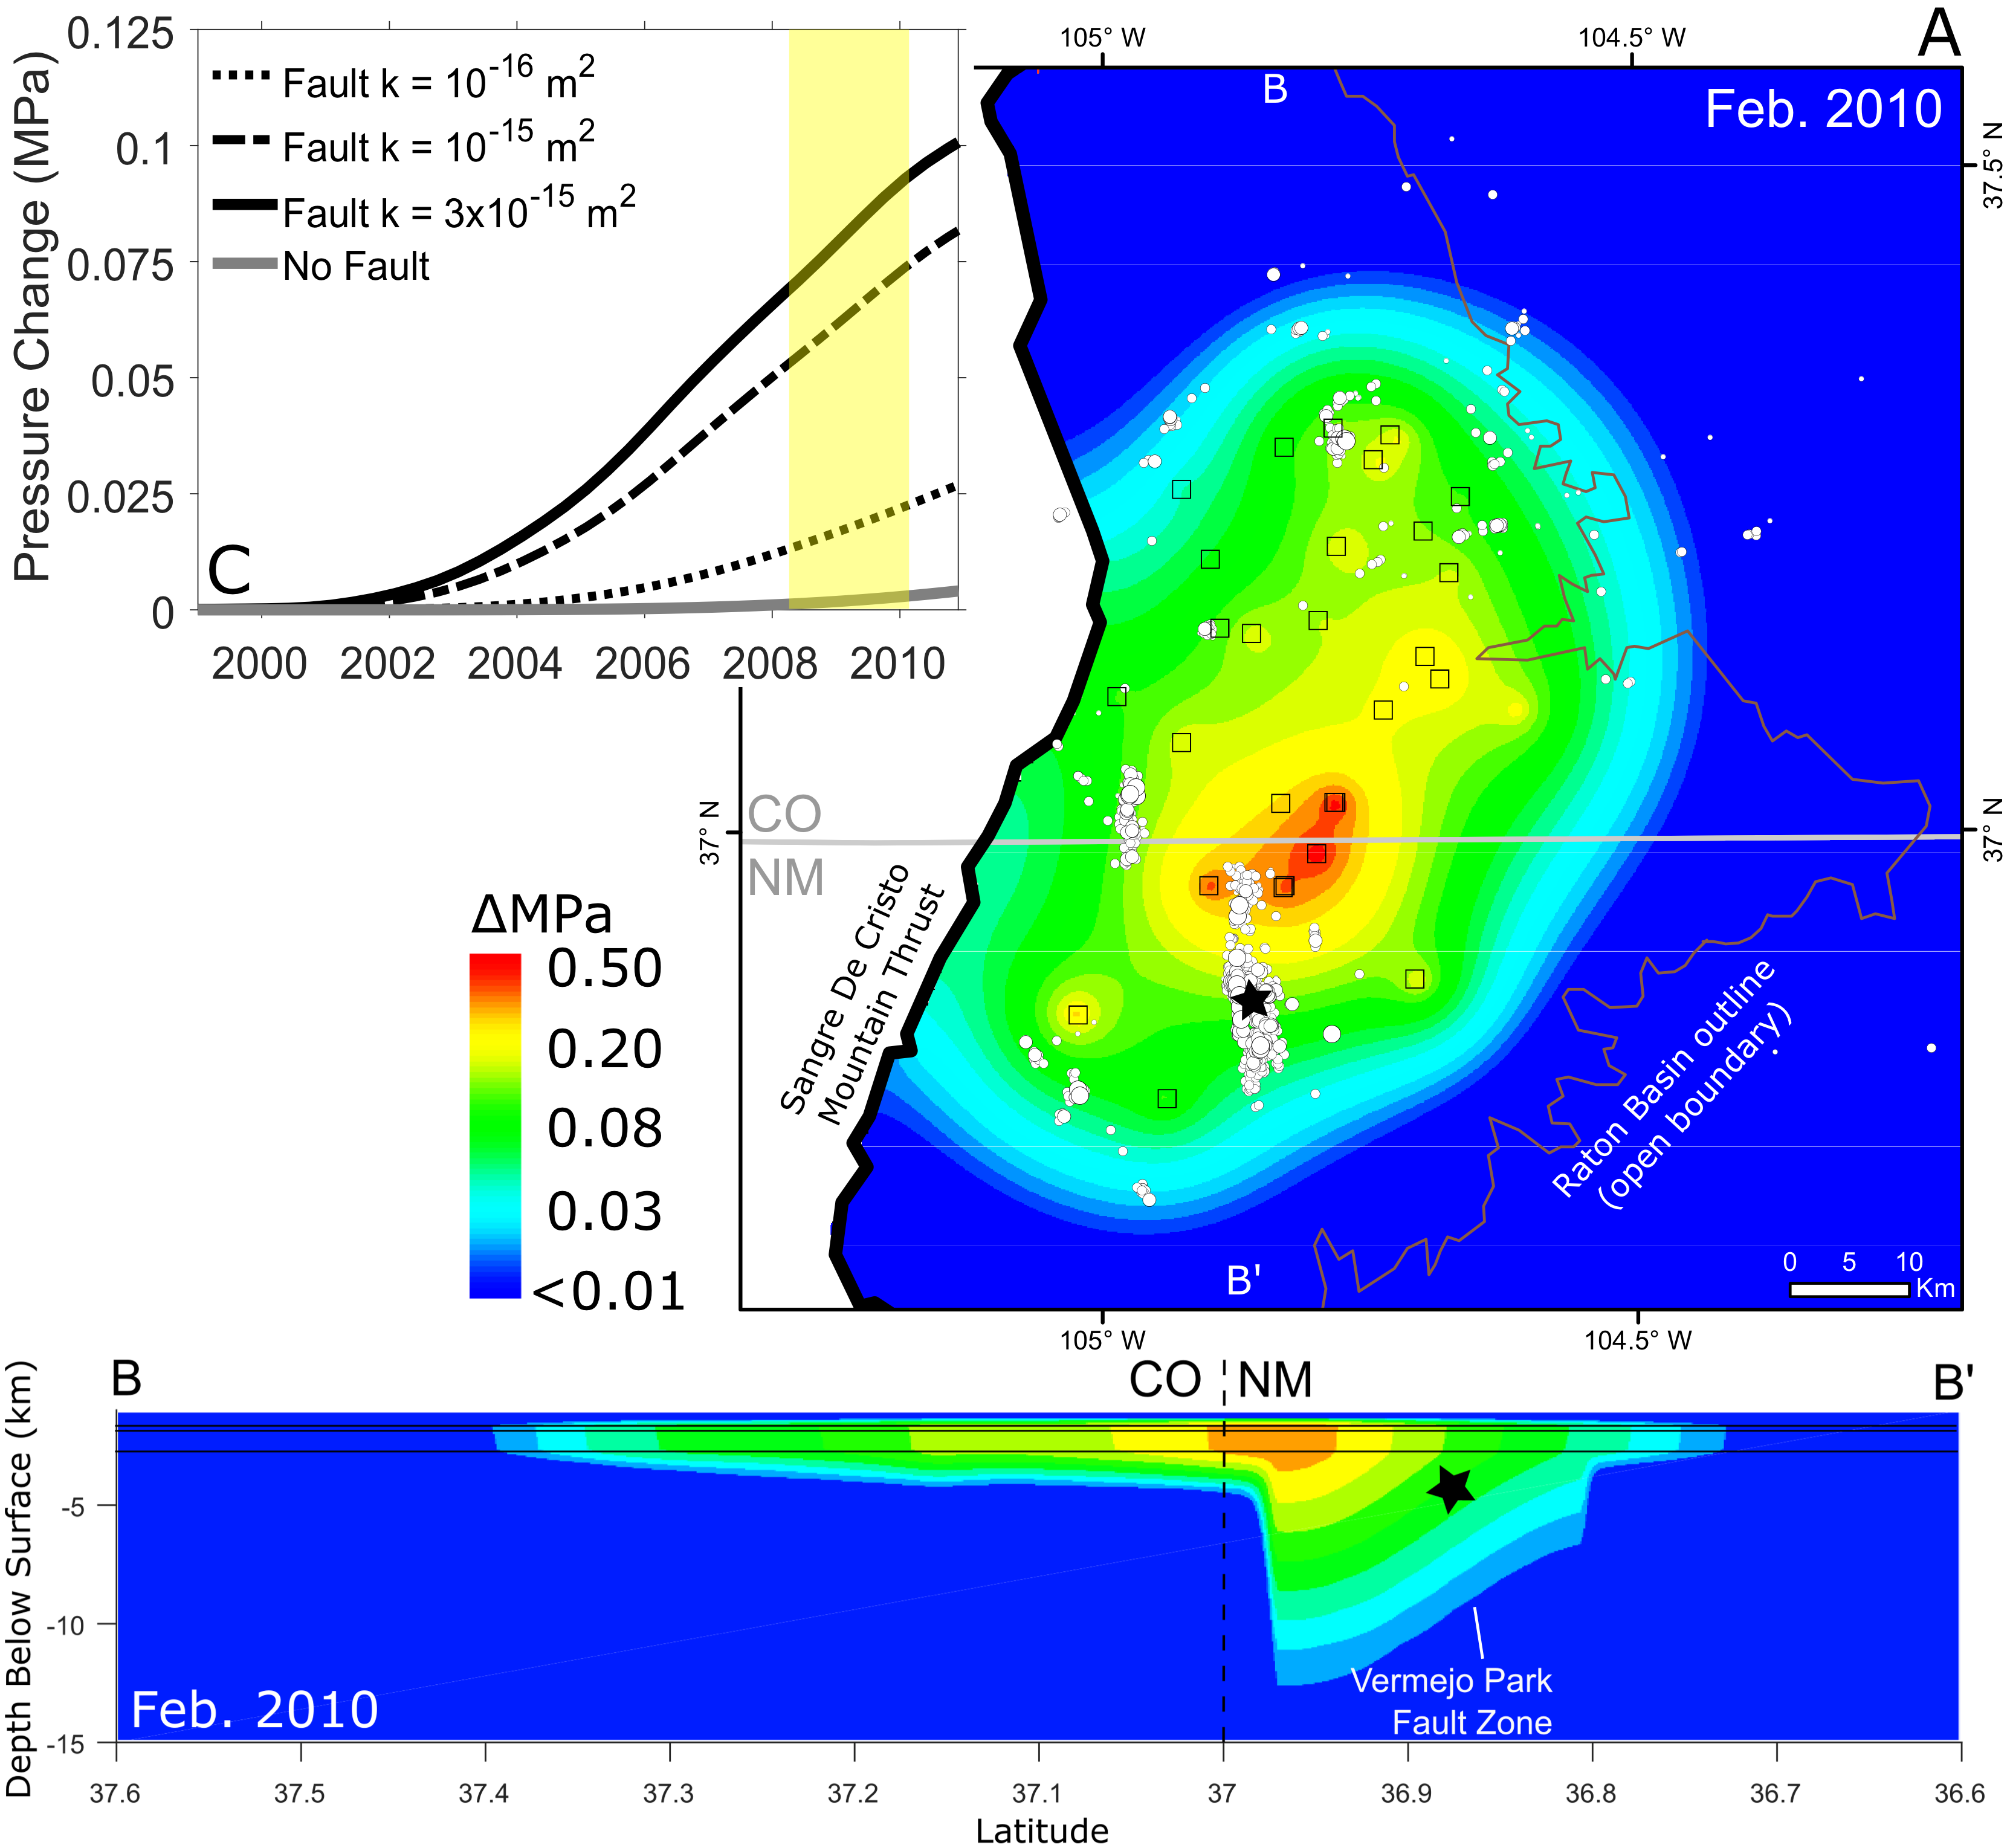 A
Feb. 2010
B
B'
105° W
104.5° W
37.5° N
37° N
37° N
105° W
104.5° W
CO
NM
Sangre De Cristo
Mountain Thrust
Raton Basin outline
(open boundary)
0 5 10
Km
ΔMPa
0.50
0.20
0.08
0.03
<0.01
C
Pressure Change (MPa)
0.125
0.1
0.075
0.05
0.025
0
Fault k = 10⁻¹⁶ m²
Fault k = 10⁻¹⁵ m²
Fault k = 3x10⁻¹⁵ m²
No Fault
2000 2002 2004 2006 2008 2010
B
CO
NM
B'
Depth Below Surface (km)
-5
-10
-15
Feb. 2010
Vermejo Park
Fault Zone
37.6 37.5 37.4 37.3 37.2 37.1 37 36.9 36.8 36.7 36.6
Latitude